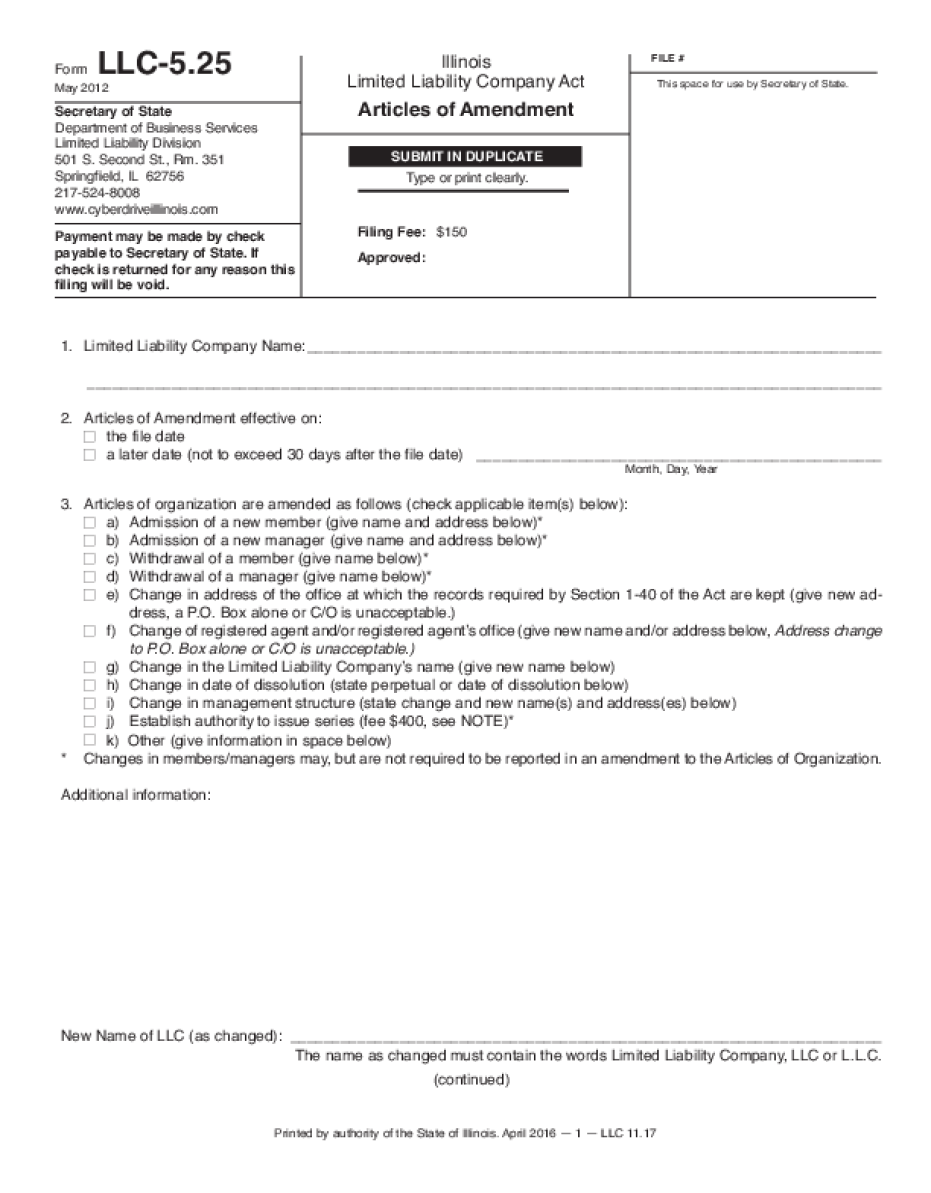 Form LLC-5.25
May 2012
Secretary of State
Department of Business Services
Limited Liability Division
501 S. Second St., Rm. 351
Springfield, IL 62756
217-524-8008
www.cyberdriveillinois.com
Payment may be made by check
payable to Secretary of State. If
check is returned for any reason this
filing will be void.
Illinois
Limited Liability Company Act
Articles of Amendment
SUBMIT IN DUPLICATE
Type or print clearly.
Filing Fee: $150
Approved:
FILE #
This space for use by Secretary of State.
1. Limited Liability Company Name:
2. Articles of Amendment effective on:
the file date
a later date (not to exceed 30 days after the file date)
Month, Day, Year
3. Articles of organization are amended as follows (check applicable item(s) below):
a) Admission of a new member (give name and address below)*
b) Admission of a new manager (give name and address below)*
c) Withdrawal of a member (give name below)*
d) Withdrawal of a manager (give name below)*
e) Change in address of the office at which the records required by Section 1-40 of the Act are kept (give new ad-
dress, a P.O. Box alone or C/O is unacceptable.)
f) Change of registered agent and/or registered agent's office (give new name and/or address below, Address change
to P.O. Box alone or C/O is unacceptable.)
g) Change in the Limited Liability Company's name (give new name below)
h) Change in date of dissolution (state perpetual or date of dissolution below)
i) Change in management structure (state change and new name(s) and address(es) below)
j) Establish authority to issue series (fee $400, see NOTE)*
k) Other (give information in space below)
* Changes in members/managers may, but are not required to be reported in an amendment to the Articles of Organization.
Additional information:
New Name of LLC (as changed):
The name as changed must contain the words Limited Liability Company, LLC or L.L.C.
(continued)
Printed by authority of the State of Illinois. April 2016 — 1 — LLC 11.17